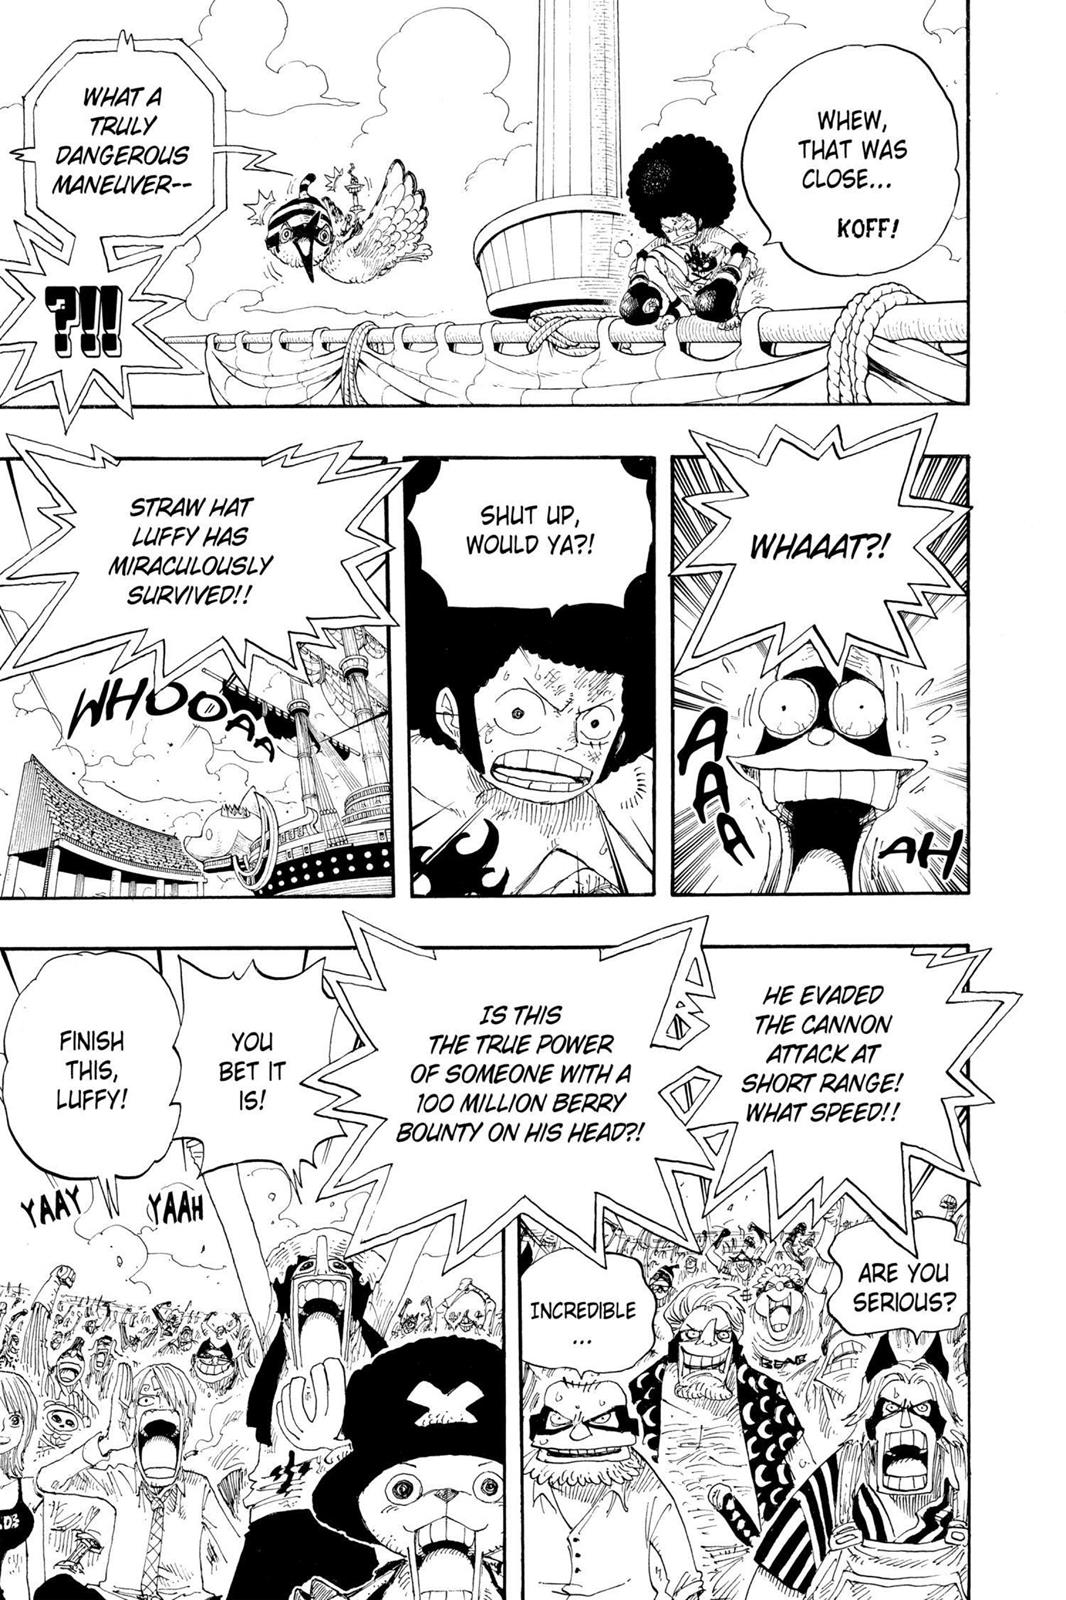 WHEW,
THAT WAS
CLOSE...
KOFF!
WHAT A
TRULY
DANGEROUS
MANEUVER--
?!!
WHAAAT?!
AAAA
AH
SHUT UP,
WOULD YA?!
STRAW HAT
LUFFY HAS
MIRACULOUSLY
SURVIVED!!
WHOOAAAA
HE EVADED
THE CANNON
ATTACK AT
SHORT RANGE!
WHAT SPEED!!
IS THIS
THE TRUE POWER
OF SOMEONE WITH A
100 MILLION BERRY
BOUNTY ON HIS HEAD?!
ARE YOU
SERIOUS?
INCREDIBLE
...
BEAR
YOU
BET IT
IS!
FINISH
THIS,
LUFFY!
YAAH
YAAY